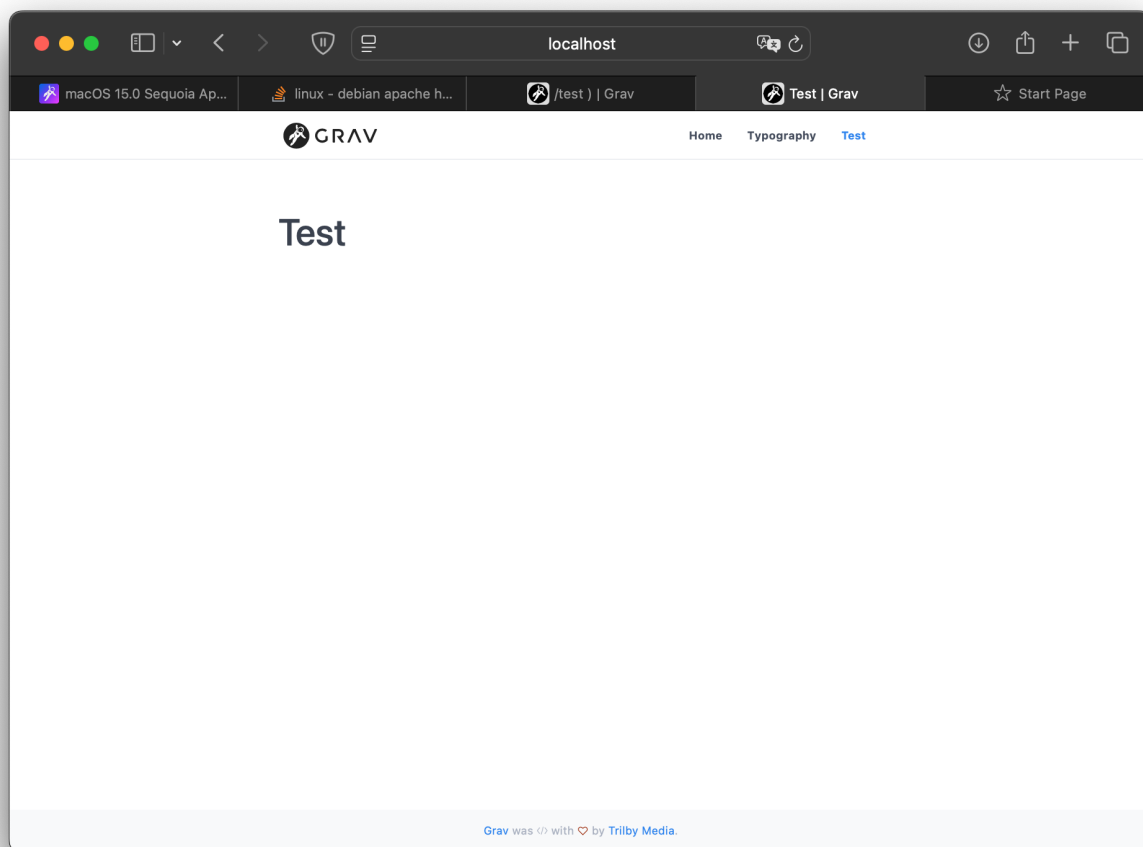 localhost
macOS 15.0 Sequoia Ap...
linux - debian apache h...
/test ) | Grav
Test | Grav
Start Page
GRAV
Home Typography Test
Test
Grav was </> with ♡ by Trilby Media.